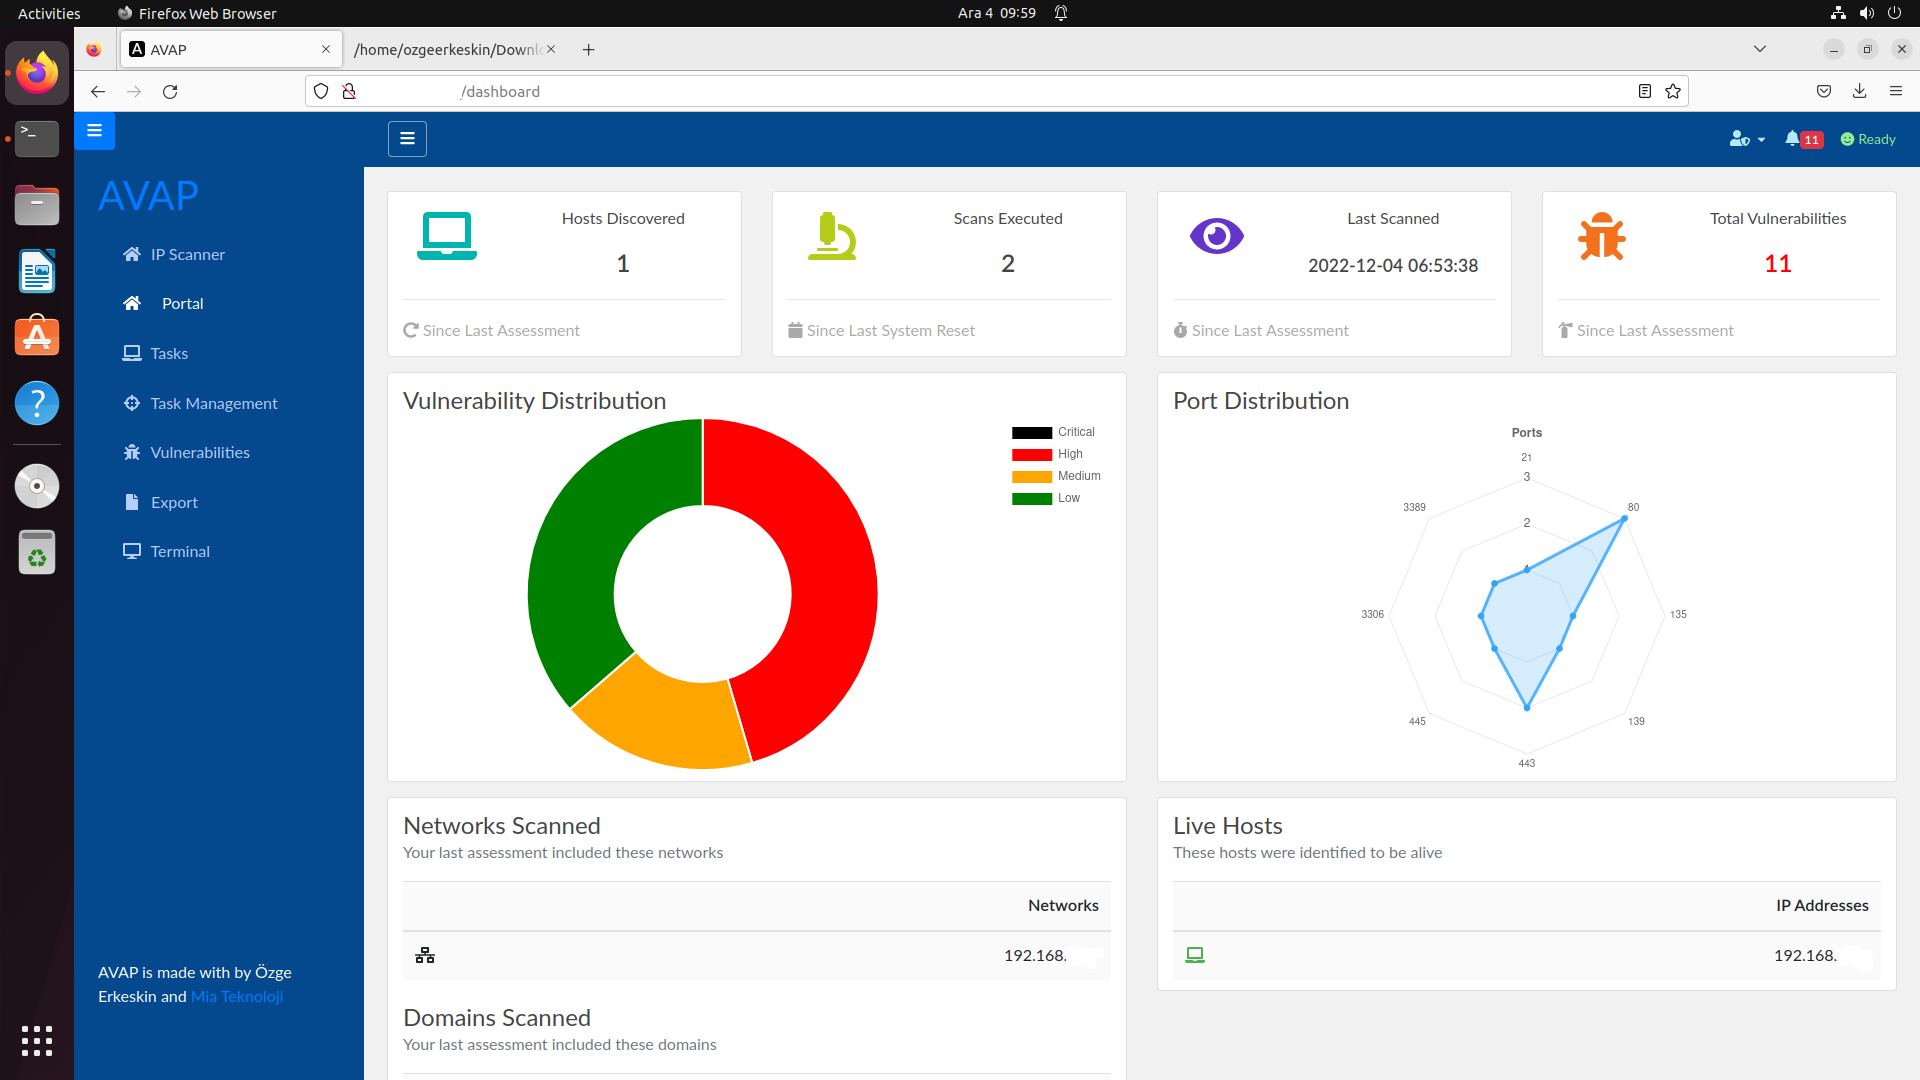 Activities
Firefox Web Browser
Ara 4 09:59
AVAP
/home/ozgeerkeskin/Downl
/dashboard
11
Ready
AVAP
IP Scanner
Portal
Tasks
Task Management
Vulnerabilities
Export
Terminal
AVAP is made with by Özge
Erkeskin and Mia Teknoloji
Hosts Discovered
1
Since Last Assessment
Scans Executed
2
Since Last System Reset
Last Scanned
2022-12-04 06:53:38
Since Last Assessment
Total Vulnerabilities
11
Since Last Assessment
Vulnerability Distribution
Critical
High
Medium
Low
Port Distribution
Ports
21
3
3389
80
2
3306
135
445
139
443
Networks Scanned
Your last assessment included these networks
Networks
192.168.
Domains Scanned
Your last assessment included these domains
Live Hosts
These hosts were identified to be alive
IP Addresses
192.168.